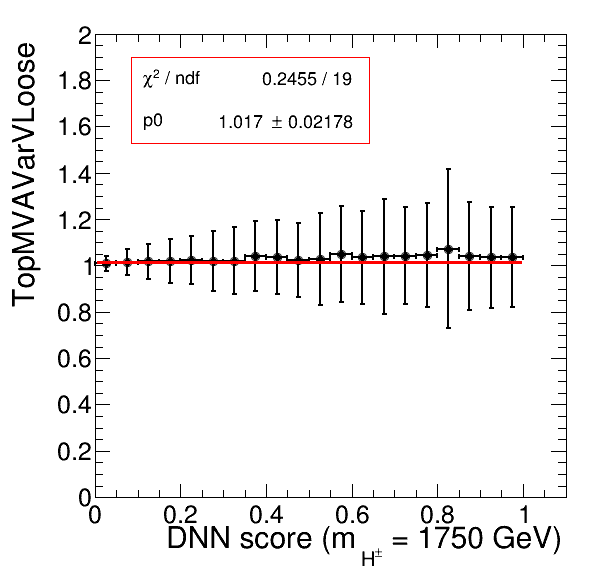 TopMVAVarVLoose
χ² / ndf 0.2455 / 19
p0 1.017 ± 0.02178
2
1.8
1.6
1.4
1.2
1
0.8
0.6
0.4
0.2
0
0 0.2 0.4 0.6 0.8 1
DNN score (m_H± = 1750 GeV)